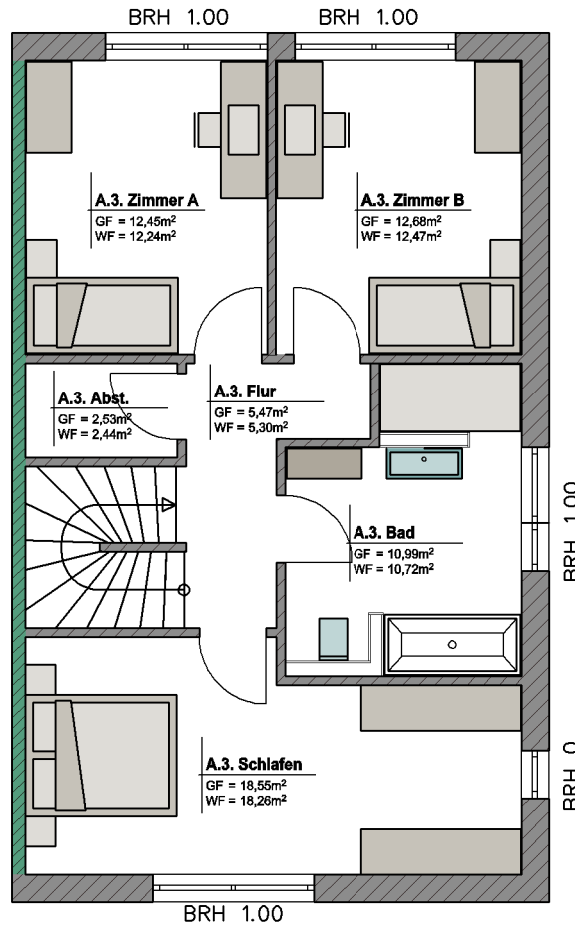 BRH 1.00
BRH 1.00
A.3. Zimmer A
GF = 12,45m²
WF = 12,24m²
A.3. Zimmer B
GF = 12,68m²
WF = 12,47m²
A.3. Abst.
GF = 2,53m²
WF = 2,44m²
A.3. Flur
GF = 5,47m²
WF = 5,30m²
A.3. Bad
GF = 10,99m²
WF = 10,72m²
BRH 1.00
A.3. Schlafen
GF = 18,55m²
WF = 18,26m²
BRH 0
BRH 1.00